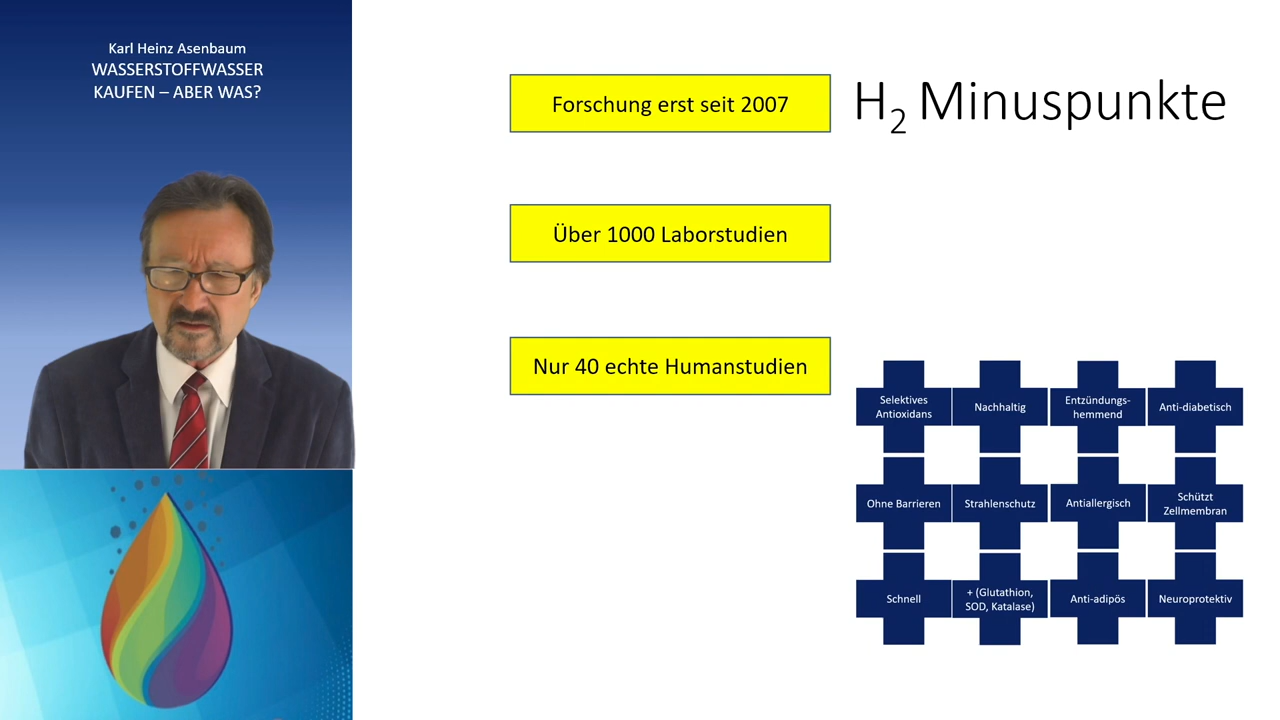 Karl Heinz Asenbaum
WASSERSTOFFWASSER
KAUFEN – ABER WAS?
Forschung erst seit 2007
H₂ Minuspunkte
Über 1000 Laborstudien
Nur 40 echte Humanstudien
Selektives
Antioxidans
Nachhaltig
Entzündungs-
hemmend
Anti-diabetisch
Ohne Barrieren
Strahlenschutz
Antiallergisch
Schützt
Zellmembran
Schnell
+ (Glutathion,
SOD, Katalase)
Anti-adipös
Neuroprotektiv